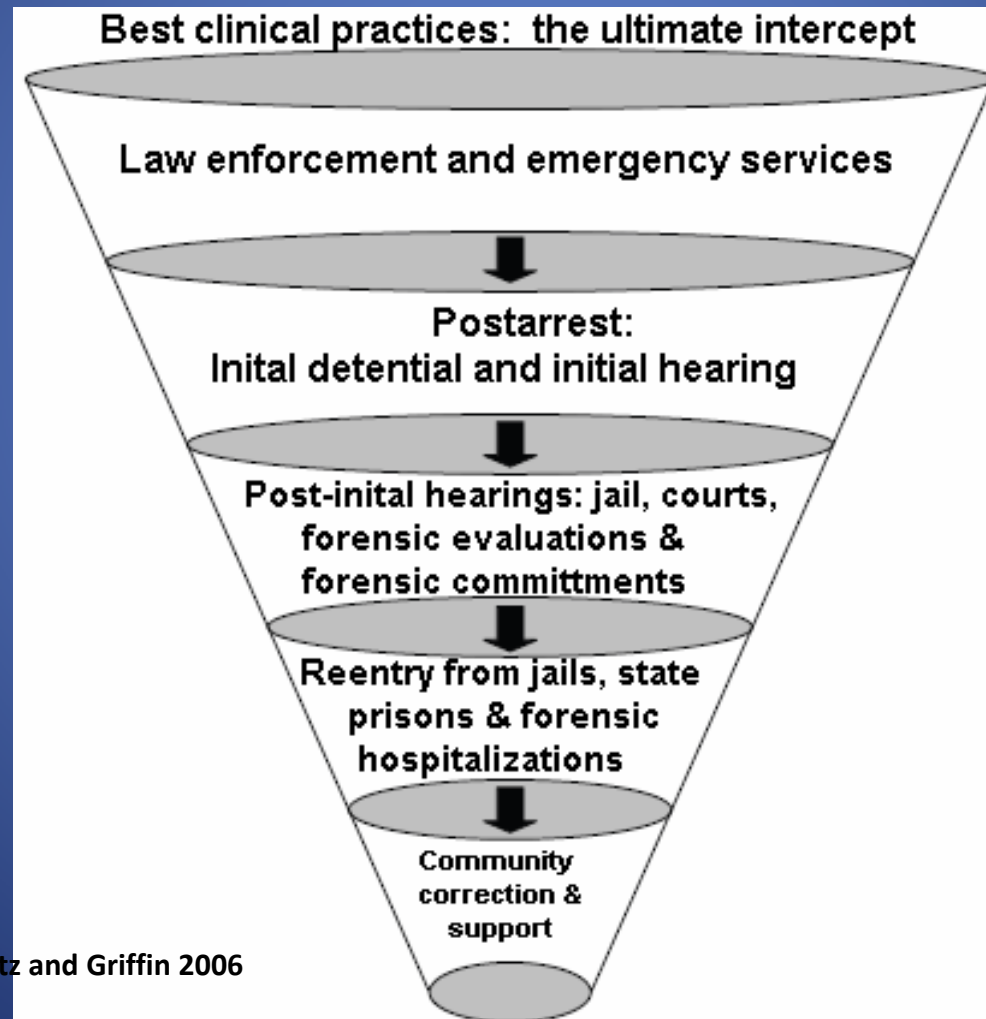 Best clinical practices: the ultimate intercept
Law enforcement and emergency services
Postarrest:
Inital detential and initial hearing
Post-inital hearings: jail, courts,
forensic evaluations &
forensic committments
Reentry from jails, state
prisons & forensic
hospitalizations
Community
correction &
support
and Griffin 2006